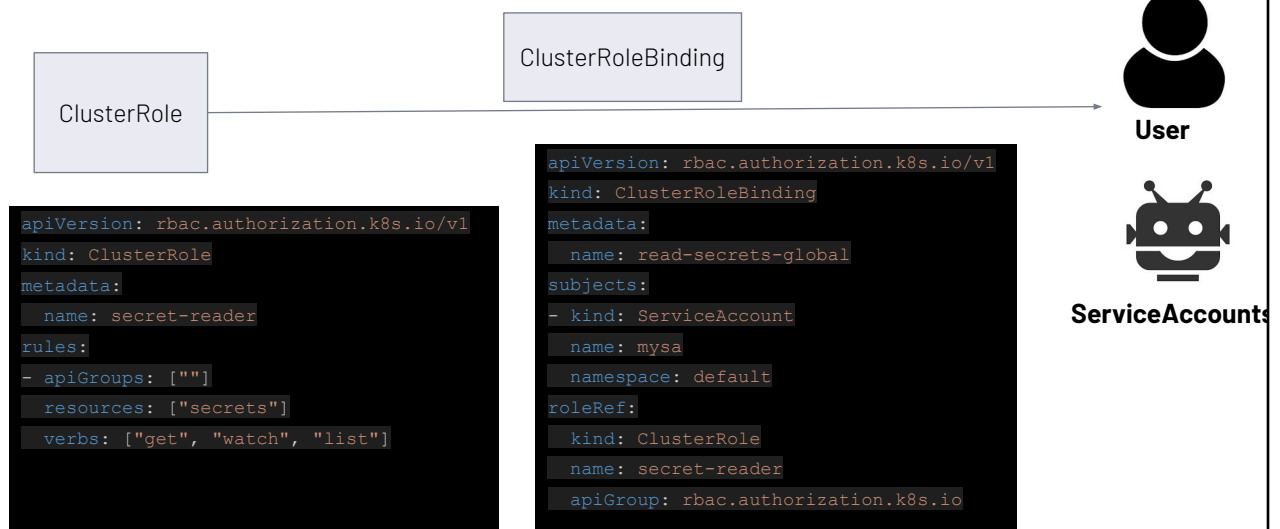 ClusterRole
ClusterRoleBinding
User
ServiceAccounts
apiVersion: rbac.authorization.k8s.io/v1
kind: ClusterRole
metadata:
  name: secret-reader
rules:
- apiGroups: [""]
  resources: ["secrets"]
  verbs: ["get", "watch", "list"]
apiVersion: rbac.authorization.k8s.io/v1
kind: ClusterRoleBinding
metadata:
  name: read-secrets-global
subjects:
- kind: ServiceAccount
  name: mysa
  namespace: default
roleRef:
  kind: ClusterRole
  name: secret-reader
  apiGroup: rbac.authorization.k8s.io